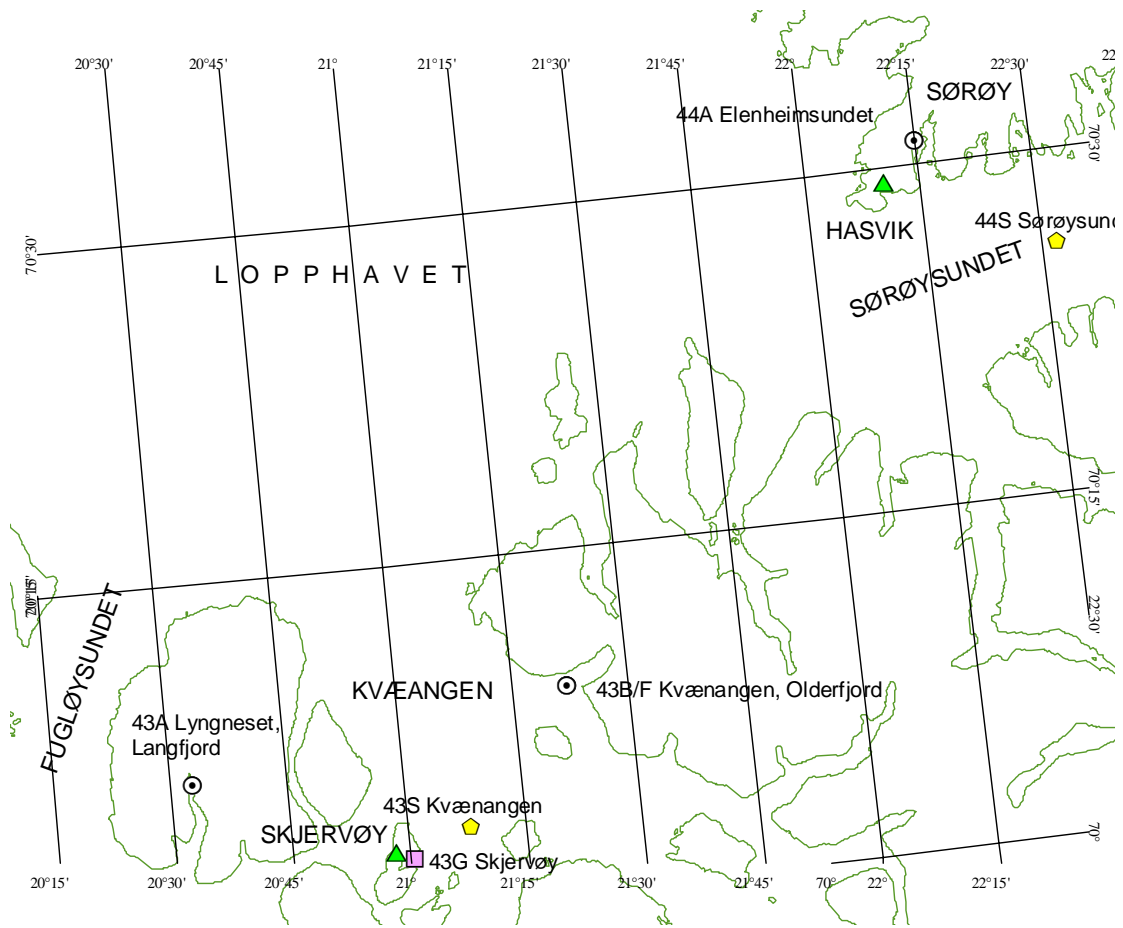 22
20°30'
20°45'
21°
21°15'
21°30'
21°45'
22°
22°15'
22°30'
SØRØY
44A Elenheimsundet
70°30'
HASVIK
44S Sørøysund
70°30'
SØRØYSUNDET
LOPPHAVET
70°15'
70°15'
22°30'
FUGLØYSUNDET
KVÆANGEN
43B/F Kvænangen, Olderfjord
43A Lyngneset,
Langfjord
43S Kvænangen
SKJERVØY
43G Skjervøy
70°
20°15'
20°30'
20°45'
21°
21°15'
21°30'
21°45'
70°
22°
22°15'